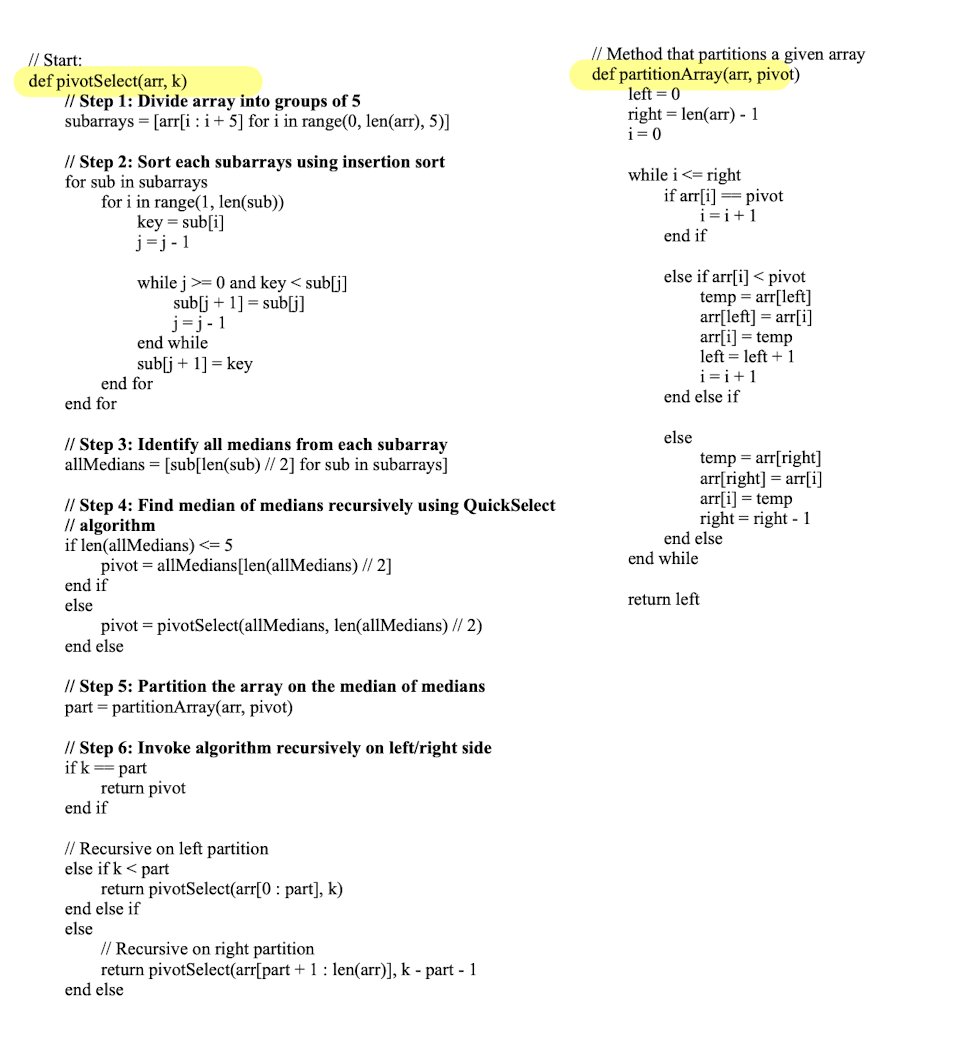 // Start:
def pivotSelect(arr, k)
// Step 1: Divide array into groups of 5
subarrays = [arr[i : i + 5] for i in range(0, len(arr), 5)]
// Step 2: Sort each subarrays using insertion sort
for sub in subarrays
for i in range(1, len(sub))
key = sub[i]
j = j - 1
while j >= 0 and key < sub[j]
sub[j + 1] = sub[j]
j = j - 1
end while
sub[j + 1] = key
end for
end for
// Step 3: Identify all medians from each subarray
allMedians = [sub[len(sub) // 2] for sub in subarrays]
// Step 4: Find median of medians recursively using QuickSelect
// algorithm
if len(allMedians) <= 5
pivot = allMedians[len(allMedians) // 2]
end if
else
pivot = pivotSelect(allMedians, len(allMedians) // 2)
end else
// Step 5: Partition the array on the median of medians
part = partitionArray(arr, pivot)
// Step 6: Invoke algorithm recursively on left/right side
if k == part
return pivot
end if
// Recursive on left partition
else if k < part
return pivotSelect(arr[0 : part], k)
end else if
else
// Recursive on right partition
return pivotSelect(arr[part + 1 : len(arr)], k - part - 1
end else
// Method that partitions a given array
def partitionArray(arr, pivot)
left = 0
right = len(arr) - 1
i = 0
while i <= right
if arr[i] == pivot
i = i + 1
end if
else if arr[i] < pivot
temp = arr[left]
arr[left] = arr[i]
arr[i] = temp
left = left + 1
i = i + 1
end else if
else
temp = arr[right]
arr[right] = arr[i]
arr[i] = temp
right = right - 1
end else
end while
return left